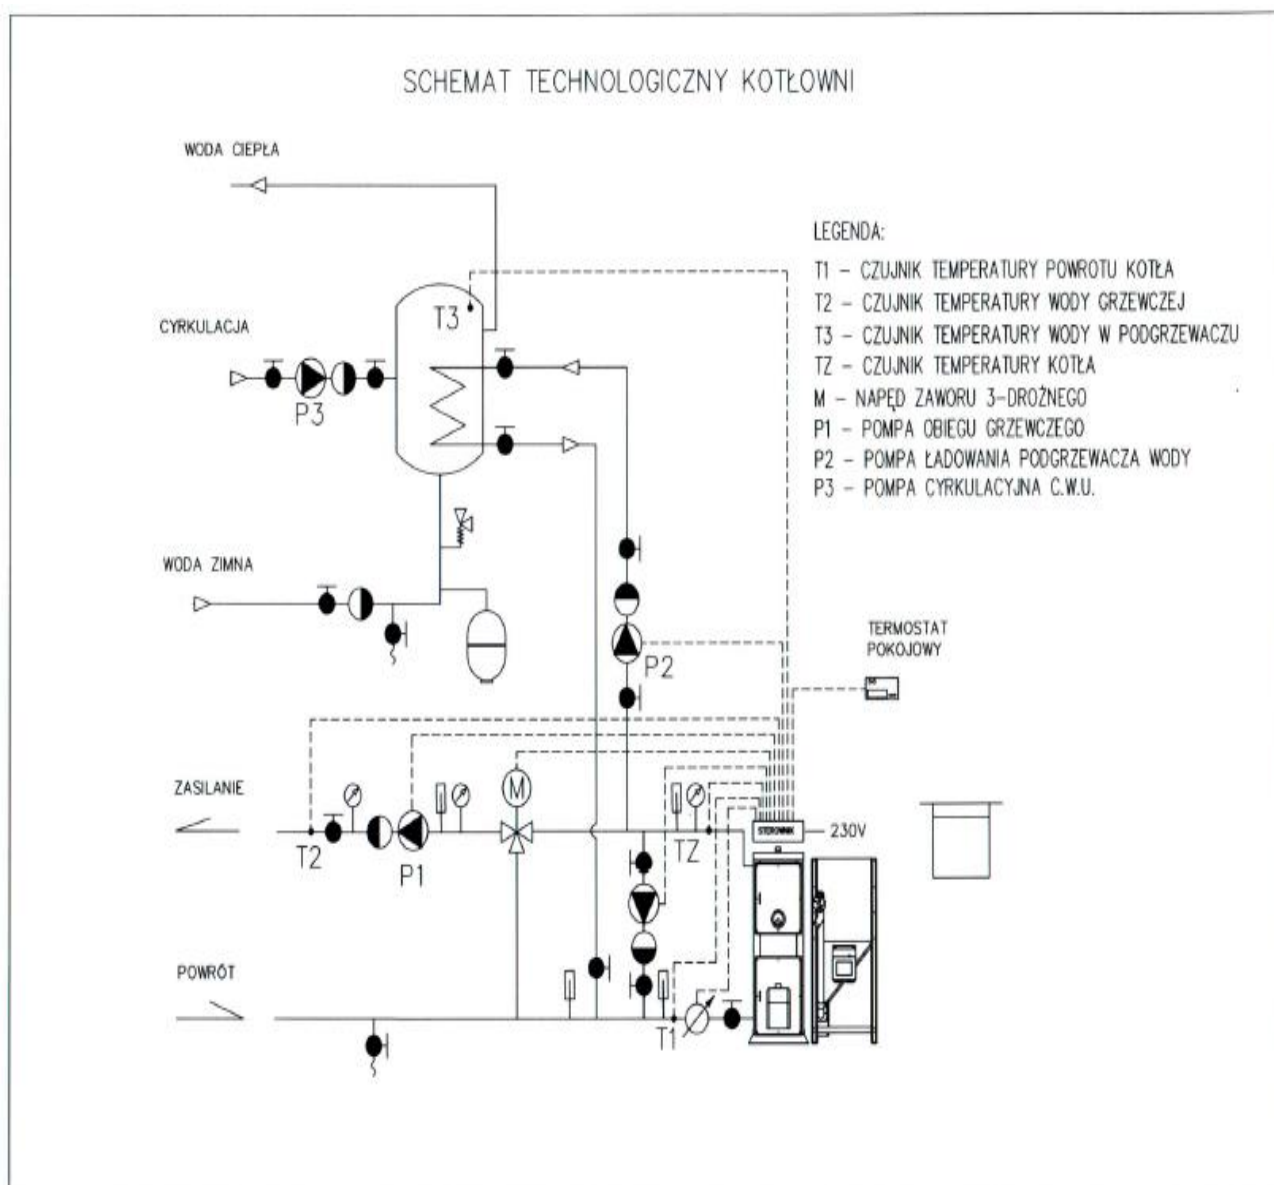 SCHEMAT TECHNOLOGICZNY KOTŁOWNI
WODA CIEPŁA
LEGENDA:
T1 – CZUJNIK TEMPERATURY POWROTU KOTŁA
T2 – CZUJNIK TEMPERATURY WODY GRZEWCZEJ
T3 – CZUJNIK TEMPERATURY WODY W PODGRZEWACZU
TZ – CZUJNIK TEMPERATURY KOTŁA
M – NAPĘD ZAWORU 3–DROŻNEGO
P1 – POMPA OBIEGU GRZEWCZEGO
P2 – POMPA ŁADOWANIA PODGRZEWACZA WODY
P3 – POMPA CYRKULACYJNA C.W.U.
T3
CYRKULACJA
P3
WODA ZIMNA
P2
TERMOSTAT
POKOJOWY
ZASILANIE
M
T2
P1
TZ
STEROWNIK
230V
POWRÓT
T1